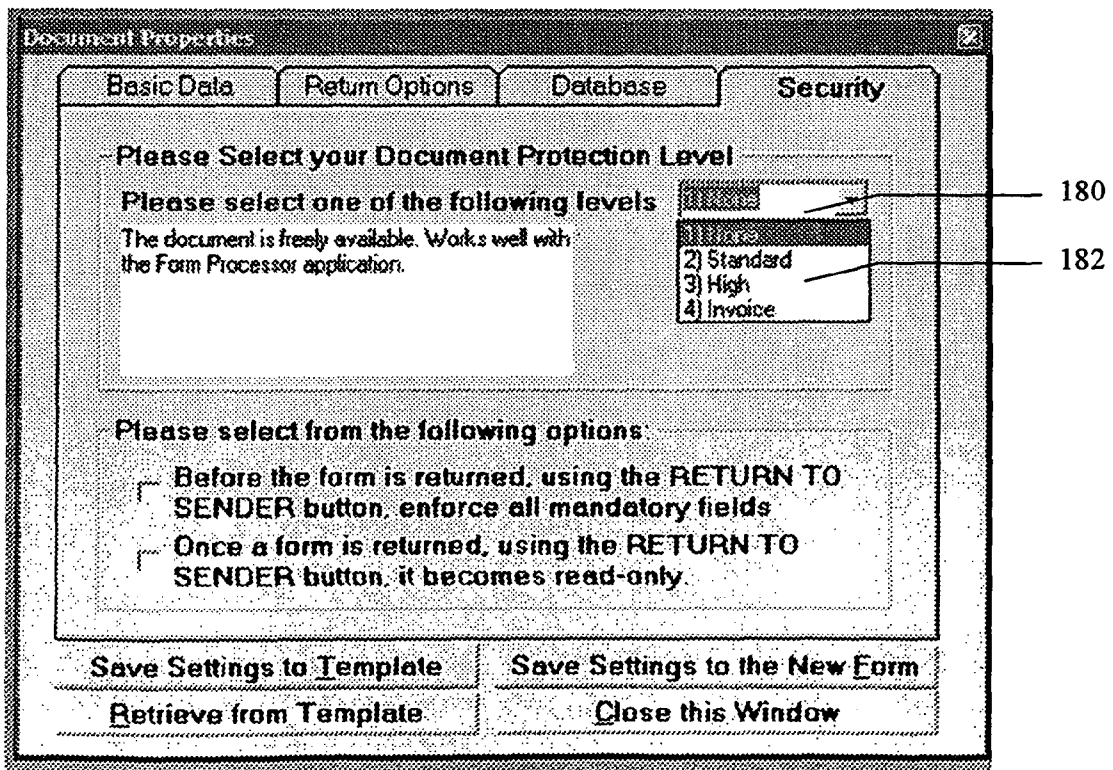 Document Properties
Basic Data
Return Options
Database
Security
Please Select your Document Protection Level
Please select one of the following levels
180
The document is freely available. Works well with
the Form Processor application.
2) Standard
3) High
4) Invoice
182
Please select from the following options:
Before the form is returned, using the RETURN TO
SENDER button, enforce all mandatory fields
Once a form is returned, using the RETURN TO
SENDER button, it becomes read-only.
Save Settings to Template
Save Settings to the New Form
Retrieve from Template
Close this Window